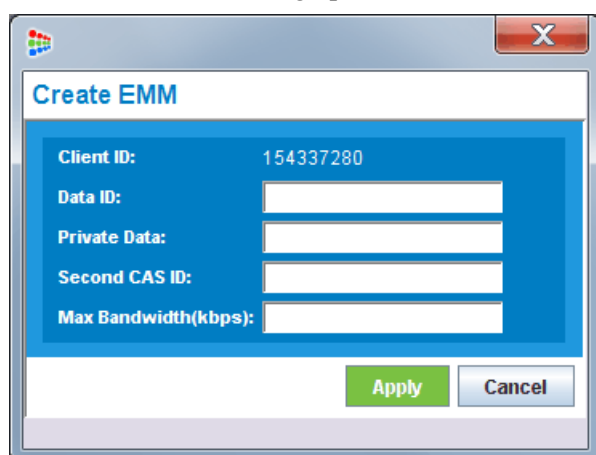 X
Create EMM
Client ID: 154337280
Data ID:
Private Data:
Second CAS ID:
Max Bandwidth(kbps):
Apply Cancel